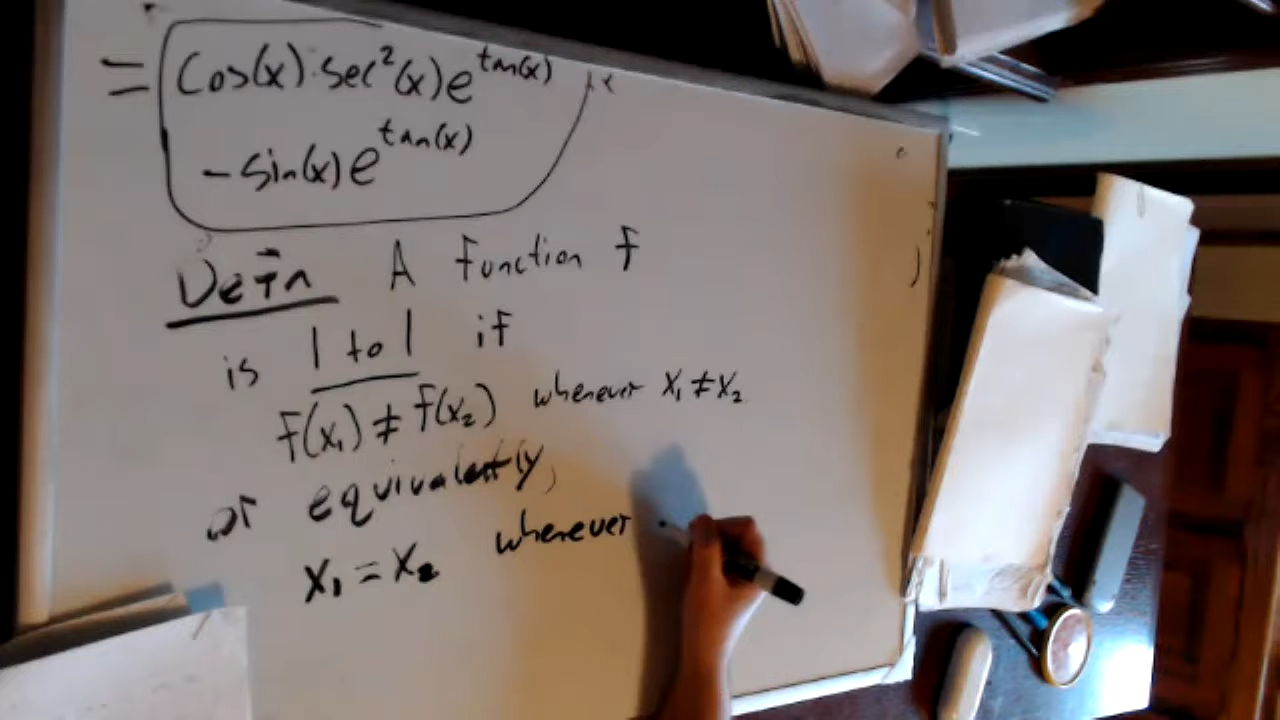 = cos(x)·sec²(x)e^tan(x)
-sin(x)e^tan(x)
Defn A function f
is 1 to 1 if
f(x₁) ≠ f(x₂) whenever x₁ ≠ x₂
or equivalently,
x₁ = x₂ whenever